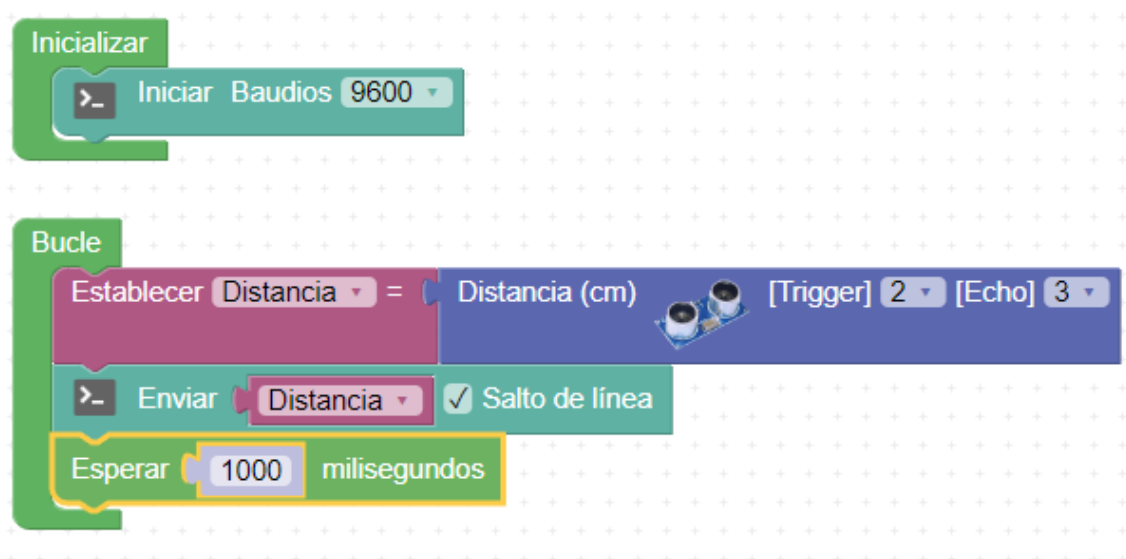 Inicializar
>_ Iniciar Baudios 9600
Bucle
Establecer Distancia = Distancia (cm) [Trigger] 2 [Echo] 3
>_ Enviar Distancia ✓ Salto de línea
Esperar 1000 milisegundos